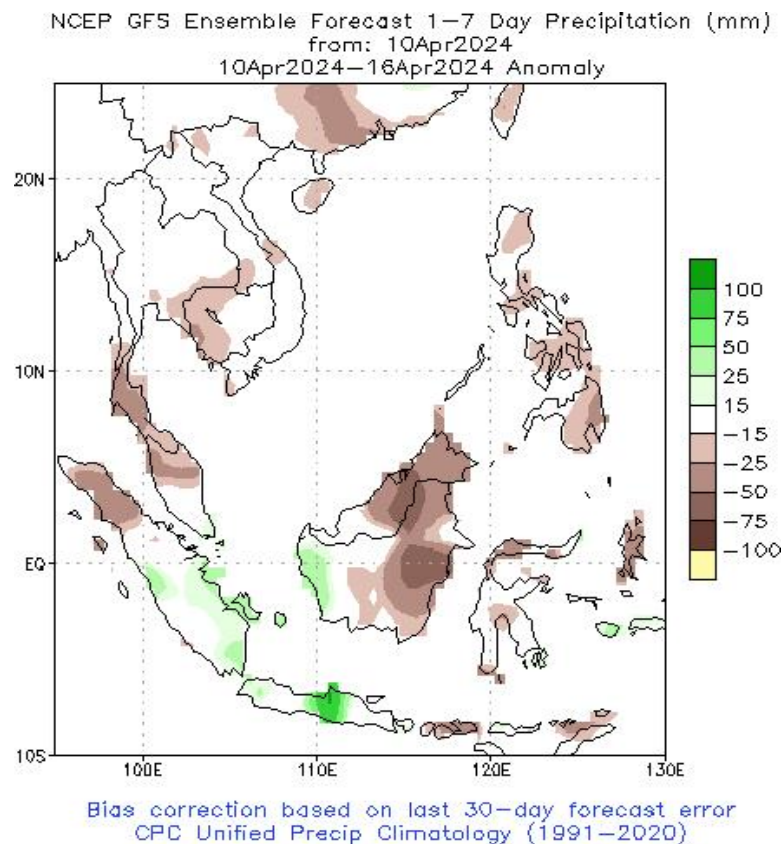 NCEP GFS Ensemble Forecast 1−7 Day Precipitation (mm)
from: 10Apr2024
10Apr2024−16Apr2024 Anomaly
20N
10N
EQ
10S
100E
110E
120E
130E
100
75
50
25
15
−15
−25
−50
−75
−100
Bias correction based on last 30−day forecast error
CPC Unified Precip Climatology (1991−2020)